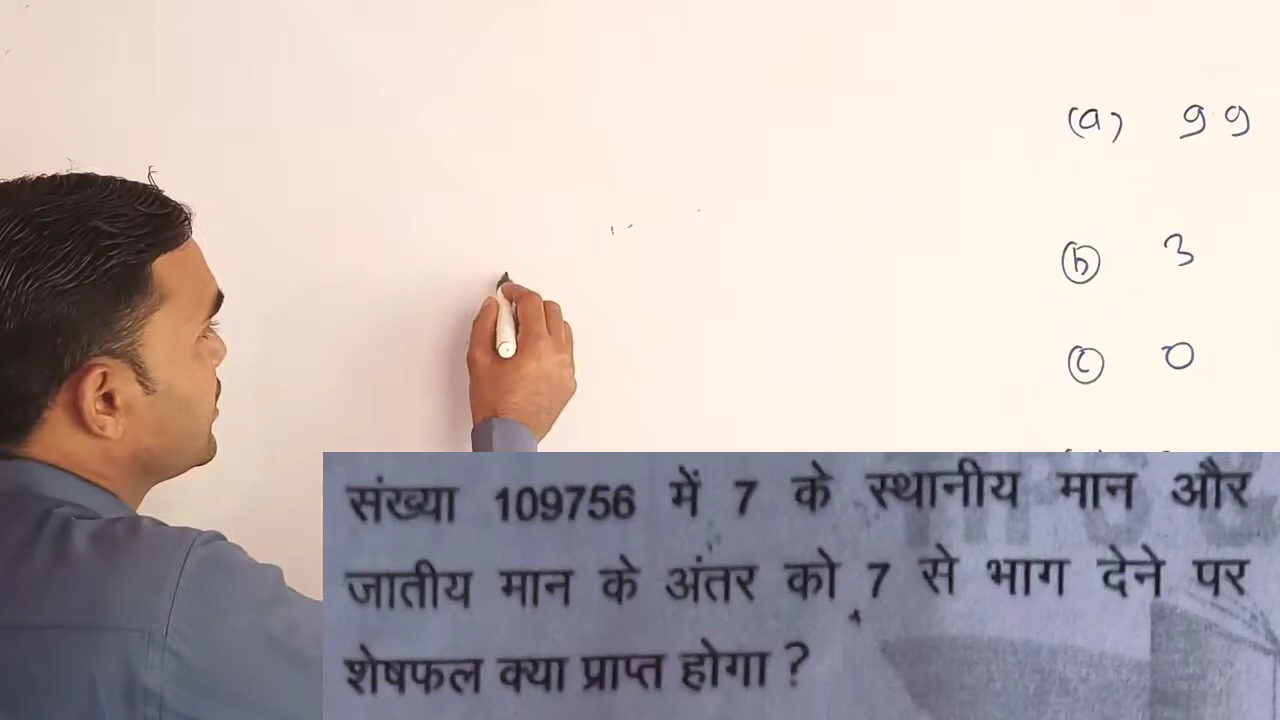 (a) 99
(b) 3
(c) 0
संख्या 109756 में 7 के स्थानीय मान और
जातीय मान के अंतर को 7 से भाग देने पर
शेषफल क्या प्राप्त होगा ?